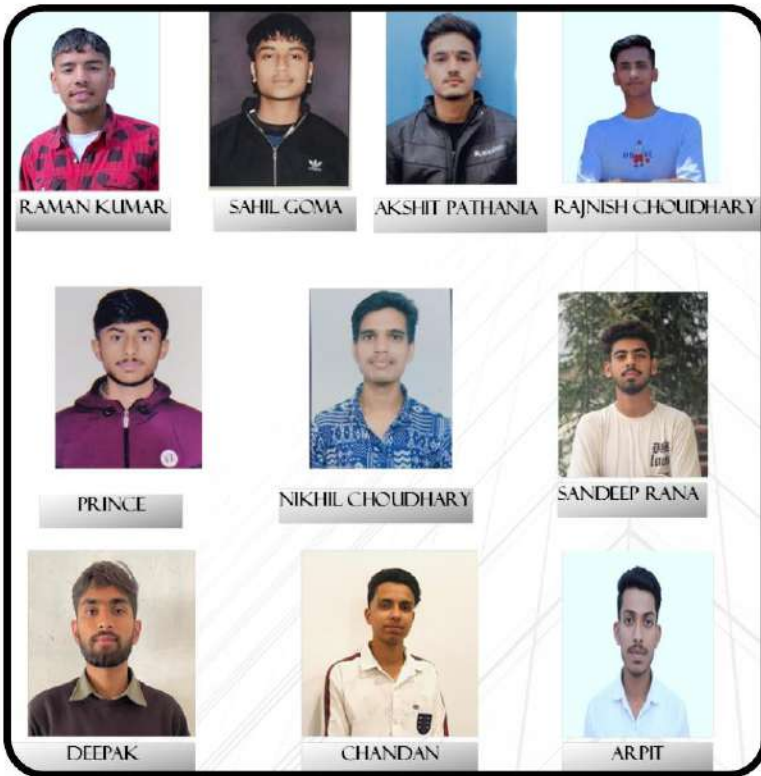 RAMAN KUMAR
SAHIL GOMA
AKSHIT PATHANIA
RAJNISH CHOUDHARY
PRINCE
NIKHIL CHOUDHARY
SANDEEP RANA
DEEPAK
CHANDAN
ARPIT